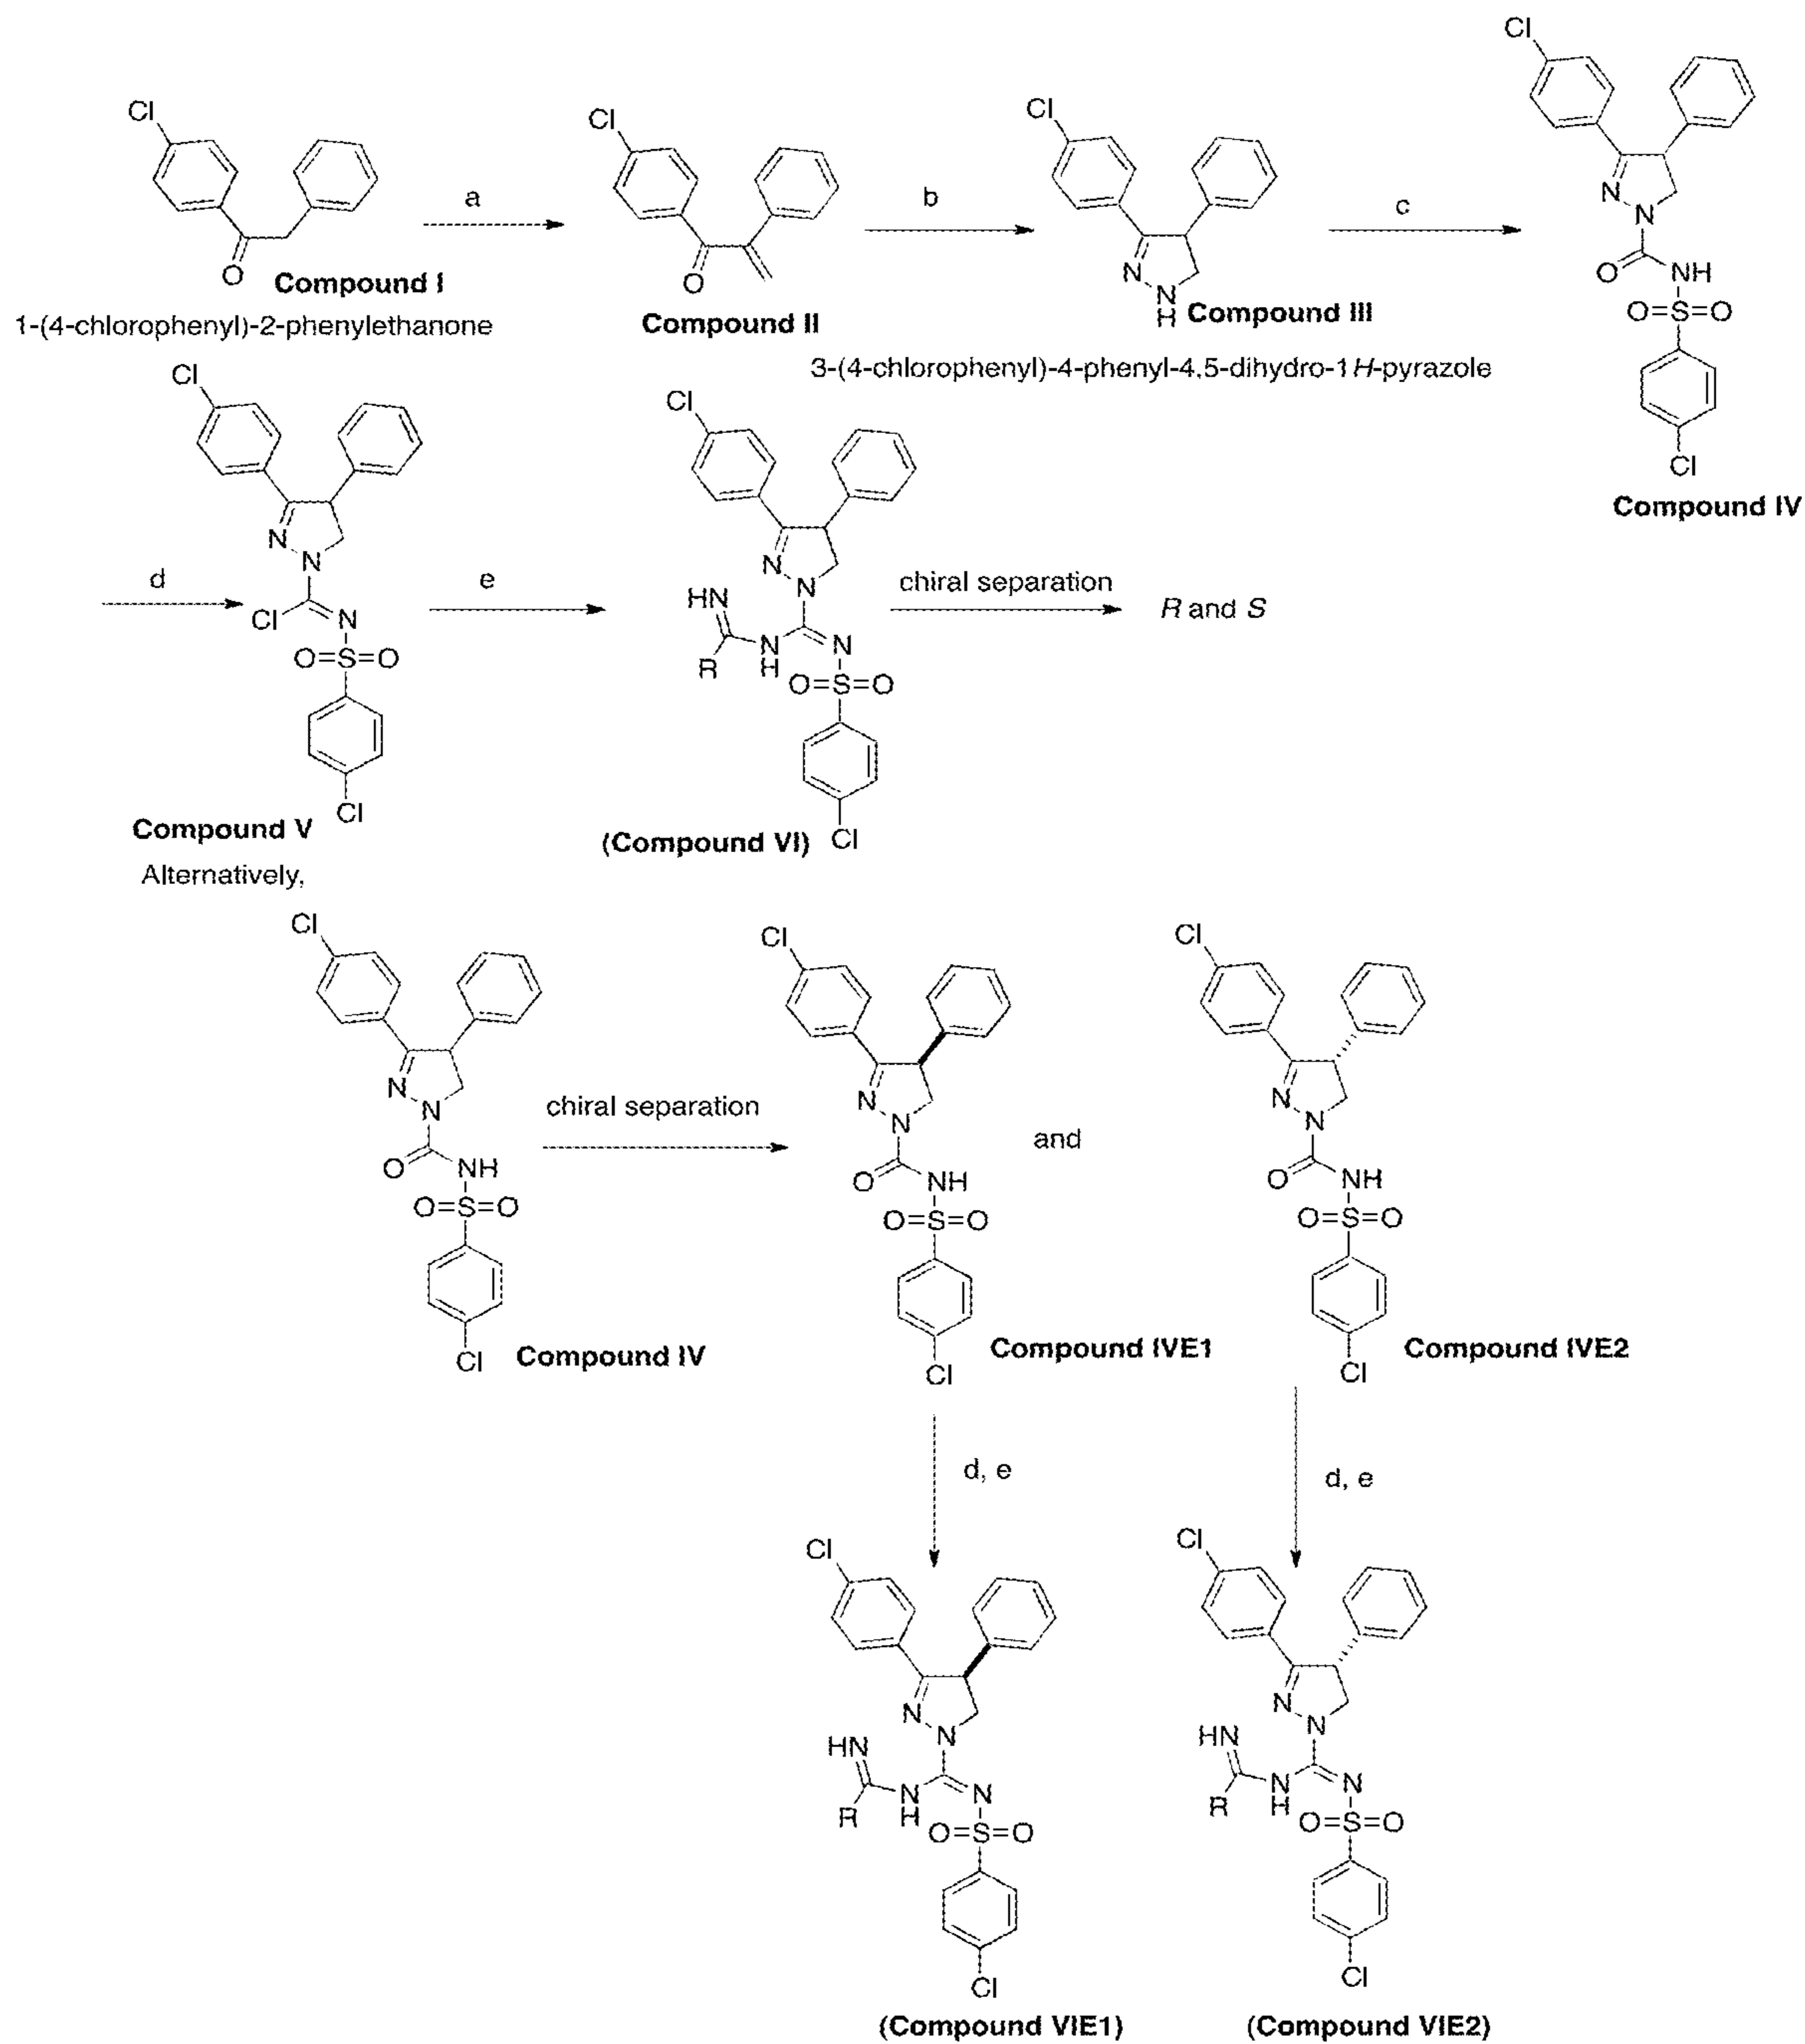 Cl
Cl
Cl
Cl
a
b
c
O
O
N
N
H
N
N
O
NH
O=S=O
Cl
Compound I
Compound II
Compound III
1-(4-chlorophenyl)-2-phenylethanone
3-(4-chlorophenyl)-4-phenyl-4,5-dihydro-1H-pyrazole
Compound IV
Cl
Cl
N
N
d
Cl
N
e
O=S=O
Cl
N
N
HN
R
N
H
N
O=S=O
Cl
chiral separation
R and S
Compound V
(Compound VI)
Alternatively,
Cl
Cl
Cl
N
N
O
NH
O=S=O
Cl
chiral separation
N
N
O
NH
O=S=O
Cl
and
N
N
O
NH
O=S=O
Cl
Compound IV
Compound IVE1
Compound IVE2
d, e
d, e
Cl
Cl
N
N
HN
R
N
H
N
O=S=O
Cl
N
N
HN
R
N
H
N
O=S=O
Cl
(Compound VIE1)
(Compound VIE2)